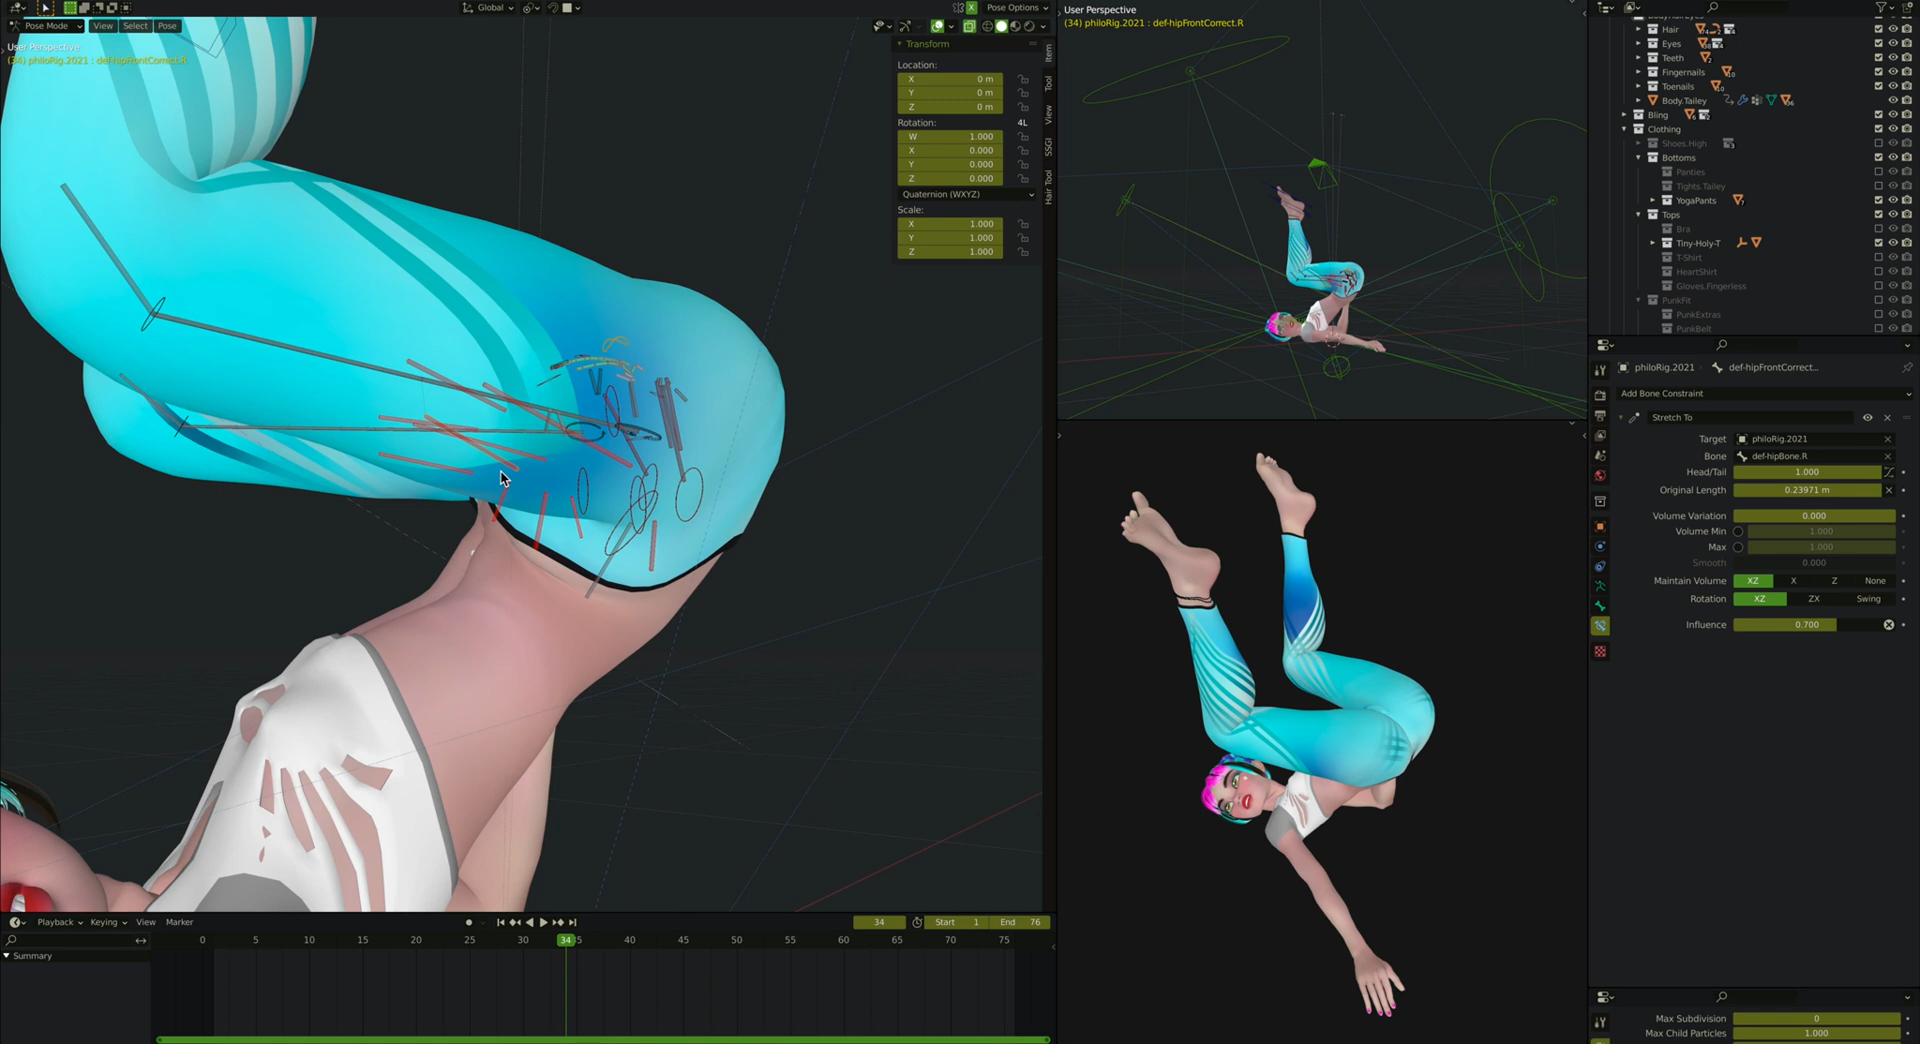 Global
X
Pose Options
Pose Mode
View
Select
Pose
User Perspective
(34) philoRig.2021 : def-hipFrontCorrect.R
Transform
Location:
X 0 m
Y 0 m
Z 0 m
Rotation: 4L
W 1.000
X 0.000
Y 0.000
Z 0.000
Quaternion (WXYZ)
Scale:
X 1.000
Y 1.000
Z 1.000
Item
Tool
View
SSGI
Hair Tool
User Perspective
(34) philoRig.2021 : def-hipFrontCorrect.R
Hair
Eyes
Teeth
Fingernails
Toenails
Body.Tailey
Bling
Clothing
Shoes.High
Bottoms
Panties
Tights.Tailey
YogaPants
Tops
Bra
Tiny-Holy-T
T-Shirt
HeartShirt
Gloves.Fingerless
PunkFit
PunkExtras
PunkBelt
philoRig.2021 def-hipFrontCorrect...
Add Bone Constraint
Stretch To
Target philoRig.2021
Bone def-hipBone.R
Head/Tail 1.000
Original Length 0.23971 m
Volume Variation 0.000
Volume Min 1.000
Max 1.000
Smooth 0.000
Maintain Volume XZ X Z None
Rotation XZ ZX Swing
Influence 0.700
Max Subdivision 0
Max Child Particles 1.000
Playback Keying View Marker
34 Start 1 End 76
0 5 10 15 20 25 30 34 35 40 45 50 55 60 65 70 75
Summary